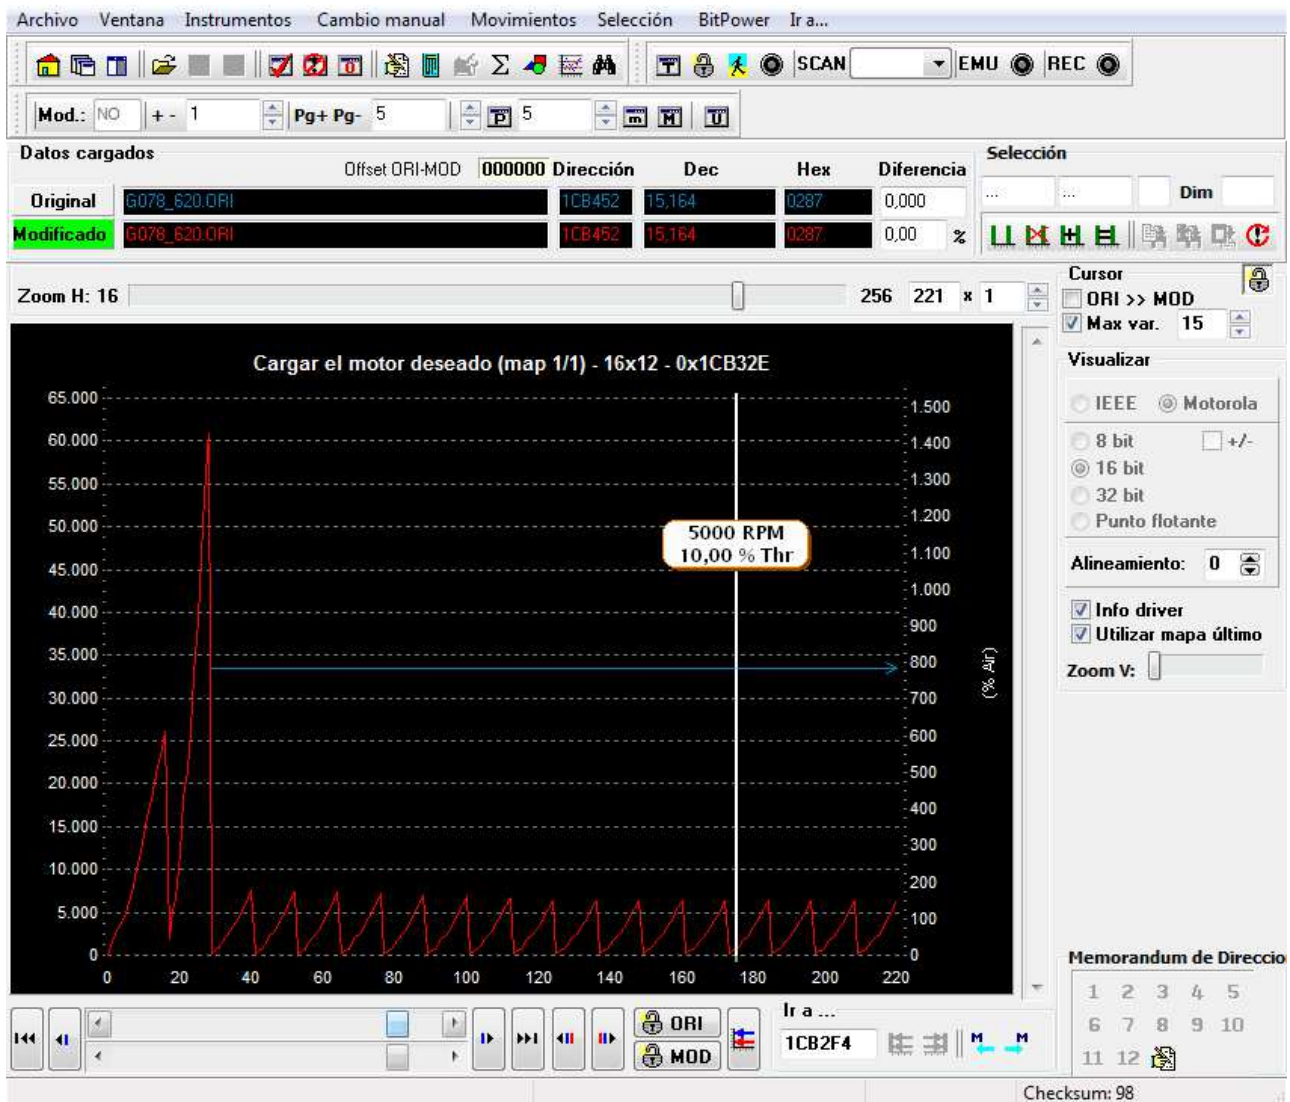 Archivo Ventana Instrumentos Cambio manual Movimientos Selección BitPower Ir a...
SCAN EMU REC
Mod.: NO + - 1 Pg+ Pg- 5 P 5 m M U
Datos cargados
Offset ORI-MOD 000000 Dirección Dec Hex Diferencia
Original G078_620.ORI 1CB452 15,164 0287 0,000
Modificado G078_620.ORI 1CB452 15,164 0287 0,00 %
Selección
... ... Dim
Zoom H: 16 256 221 x 1
Cursor
ORI >> MOD
Max var. 15
Visualizar
IEEE Motorola
8 bit +/-
16 bit
32 bit
Punto flotante
Alineamiento: 0
Info driver
Utilizar mapa último
Zoom V:
Cargar el motor deseado (map 1/1) - 16x12 - 0x1CB32E
65.000
60.000
55.000
50.000
45.000
40.000
35.000
30.000
25.000
20.000
15.000
10.000
5.000
0
5000 RPM
10,00 % Thr
1.500
1.400
1.300
1.200
1.100
1.000
900
800
700
600
500
400
300
200
100
0
(% Air)
0 20 40 60 80 100 120 140 160 180 200 220
Memorandum de Direccio
1 2 3 4 5
6 7 8 9 10
11 12
ORI
MOD
Ir a ...
1CB2F4
M M
Checksum: 98